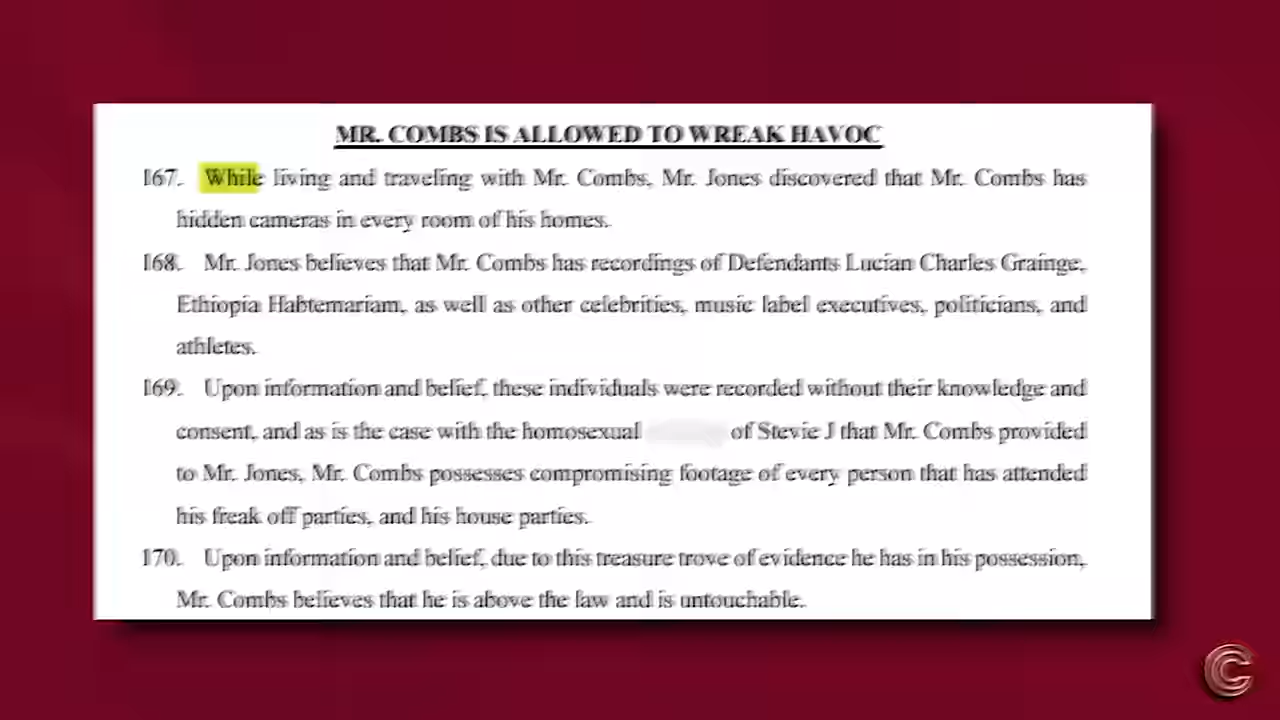 MR. COMBS IS ALLOWED TO WREAK HAVOC
167. While living and traveling with Mr. Combs, Mr. Jones discovered that Mr. Combs has
hidden cameras in every room of his homes.
168. Mr. Jones believes that Mr. Combs has recordings of Defendants Lucian Charles Grainge,
Ethiopia Habtemariam, as well as other celebrities, music label executives, politicians, and
athletes.
169. Upon information and belief, these individuals were recorded without their knowledge and
consent, and as is the case with the homosexual of Stevie J that Mr. Combs provided
to Mr. Jones, Mr. Combs possesses compromising footage of every person that has attended
his freak off parties, and his house parties.
170. Upon information and belief, due to this treasure trove of evidence he has in his possession,
Mr. Combs believes that he is above the law and is untouchable.
C